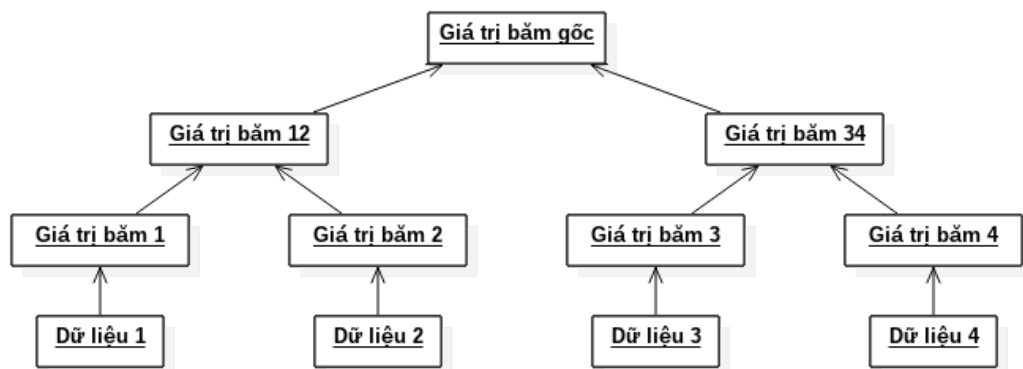 Giá trị băm gốc
Giá trị băm 12
Giá trị băm 34
Giá trị băm 1
Giá trị băm 2
Giá trị băm 3
Giá trị băm 4
Dữ liệu 1
Dữ liệu 2
Dữ liệu 3
Dữ liệu 4